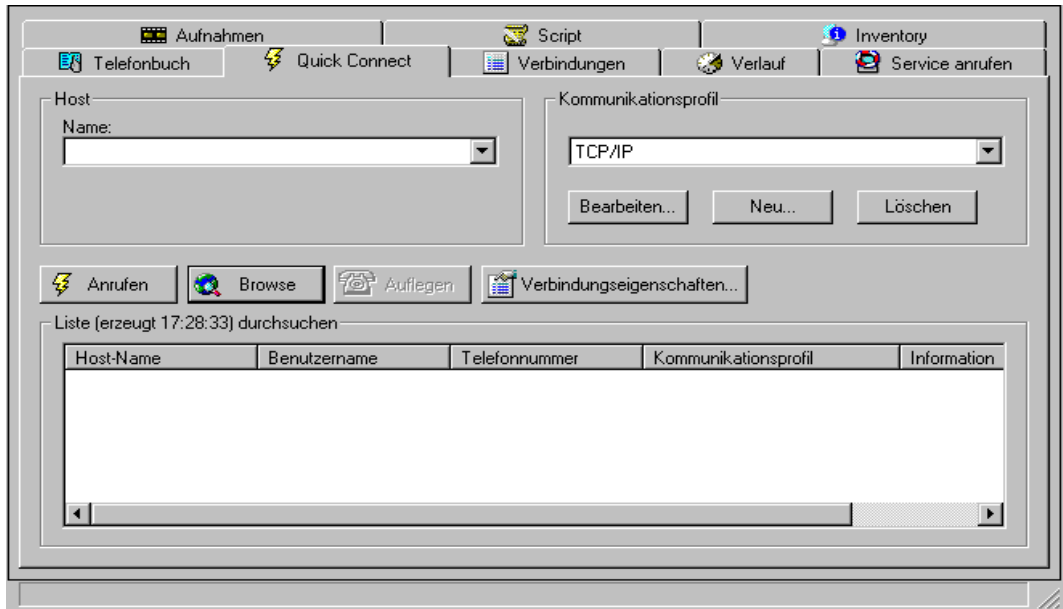 Aufnahmen Script Inventory
Telefonbuch Quick Connect Verbindungen Verlauf Service anrufen
Host Kommunikationsprofil
Name:
TCP/IP
Bearbeiten... Neu... Löschen
Anrufen Browse Auflegen Verbindungseigenschaften...
Liste (erzeugt 17:28:33) durchsuchen
Host-Name Benutzername Telefonnummer Kommunikationsprofil Information